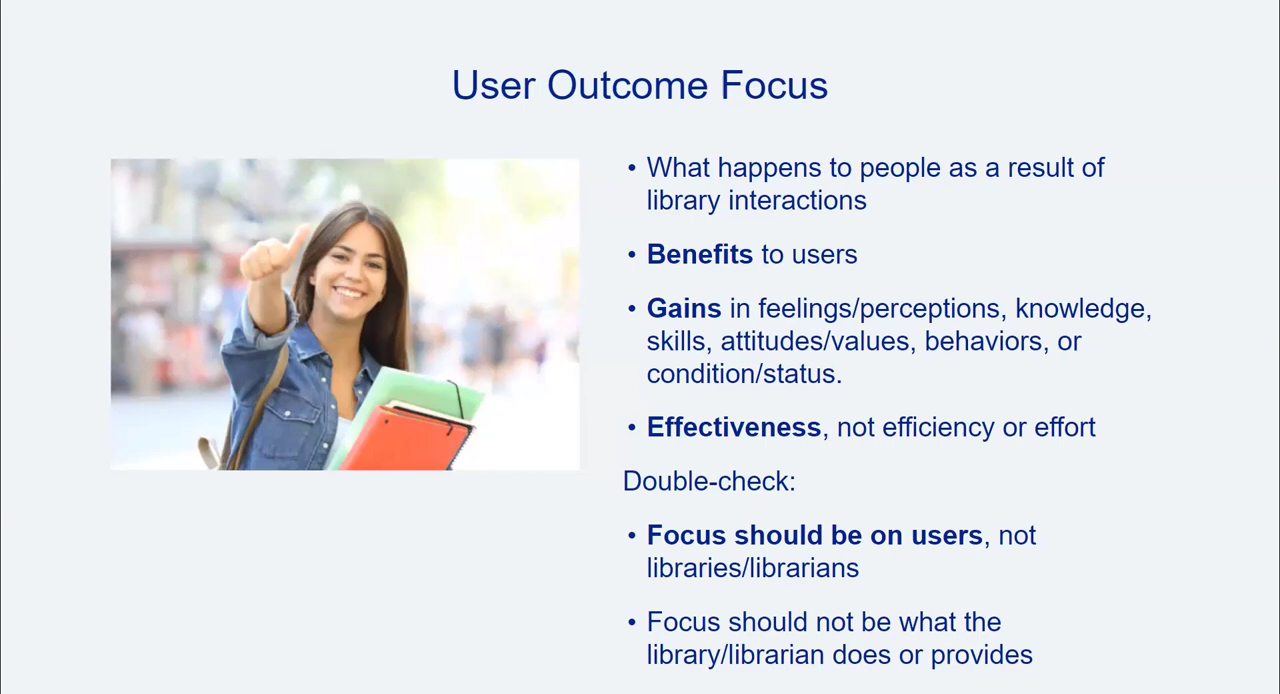 User Outcome Focus
• What happens to people as a result of
library interactions
• Benefits to users
• Gains in feelings/perceptions, knowledge,
skills, attitudes/values, behaviors, or
condition/status.
• Effectiveness, not efficiency or effort
Double-check:
• Focus should be on users, not
libraries/librarians
• Focus should not be what the
library/librarian does or provides